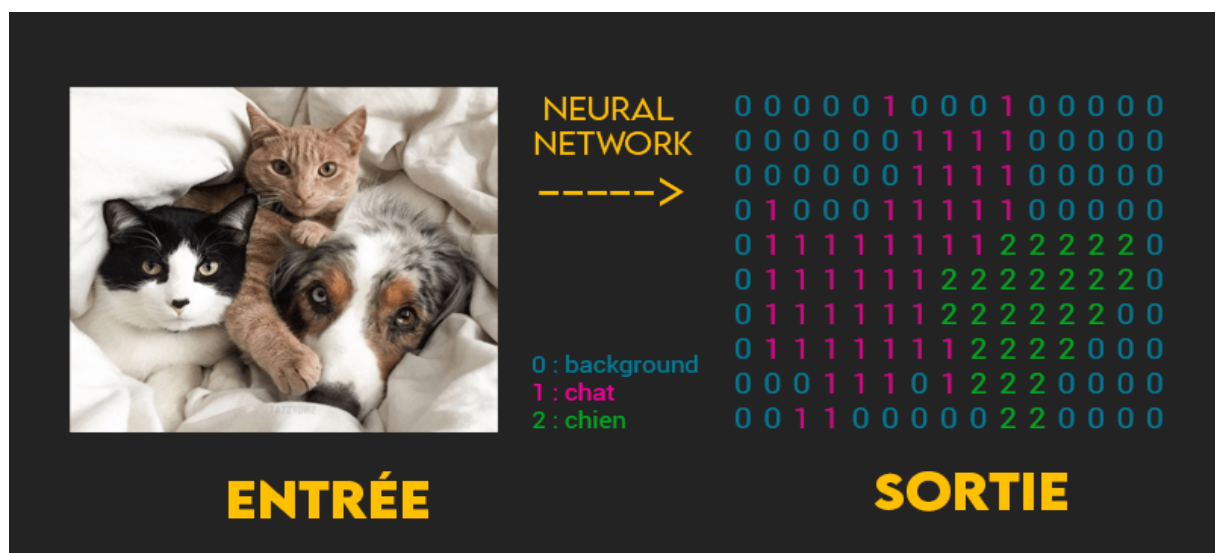 NEURAL
NETWORK
----->
0 : background
1 : chat
2 : chien
0 0 0 0 0 1 0 0 0 1 0 0 0 0 0
0 0 0 0 0 0 1 1 1 1 0 0 0 0 0
0 0 0 0 0 0 1 1 1 1 0 0 0 0 0
0 1 0 0 0 1 1 1 1 1 0 0 0 0 0
0 1 1 1 1 1 1 1 1 2 2 2 2 2 0
0 1 1 1 1 1 1 2 2 2 2 2 2 2 0
0 1 1 1 1 1 1 2 2 2 2 2 2 0 0
0 1 1 1 1 1 1 1 2 2 2 2 0 0 0
0 0 0 1 1 1 0 1 2 2 2 0 0 0 0
0 0 1 1 0 0 0 0 0 2 2 0 0 0 0
ENTRÉE
SORTIE